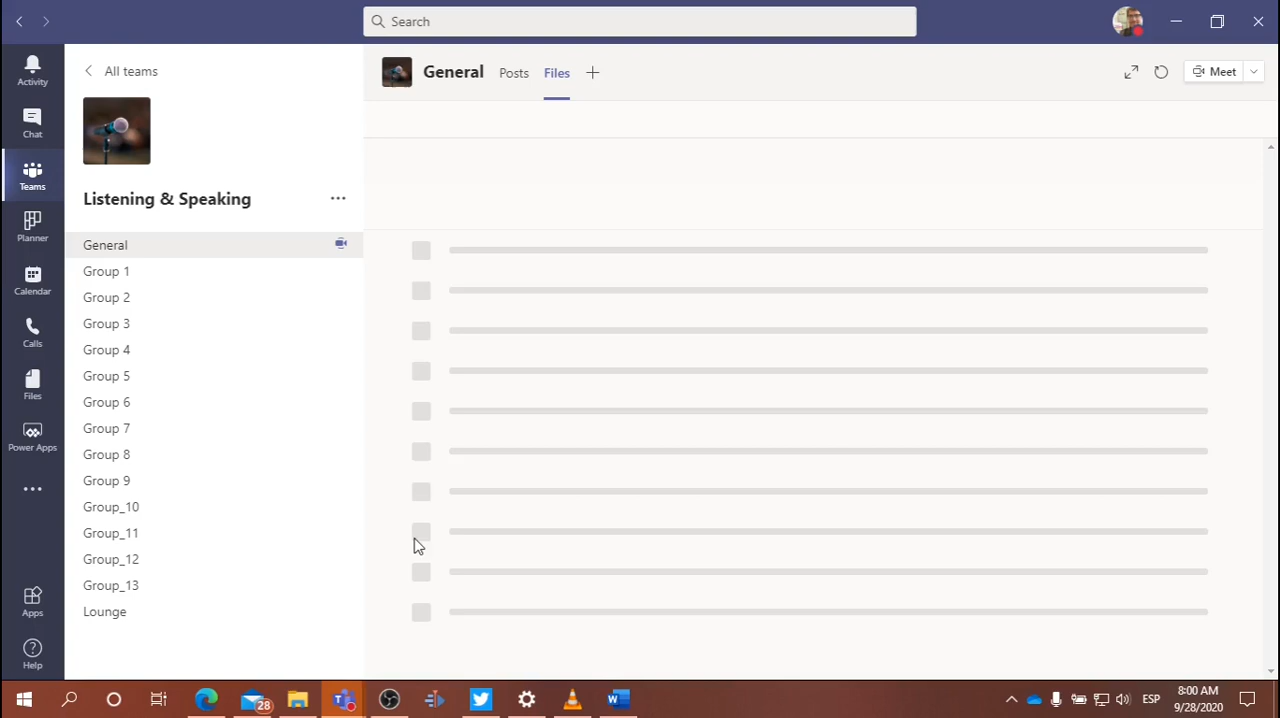 Search
Activity
Chat
Teams
Planner
Calendar
Calls
Files
Power Apps
Apps
Help
All teams
Listening & Speaking
General
Group 1
Group 2
Group 3
Group 4
Group 5
Group 6
Group 7
Group 8
Group 9
Group_10
Group_11
Group_12
Group_13
Lounge
General Posts Files
Meet
28
ESP
8:00 AM
9/28/2020